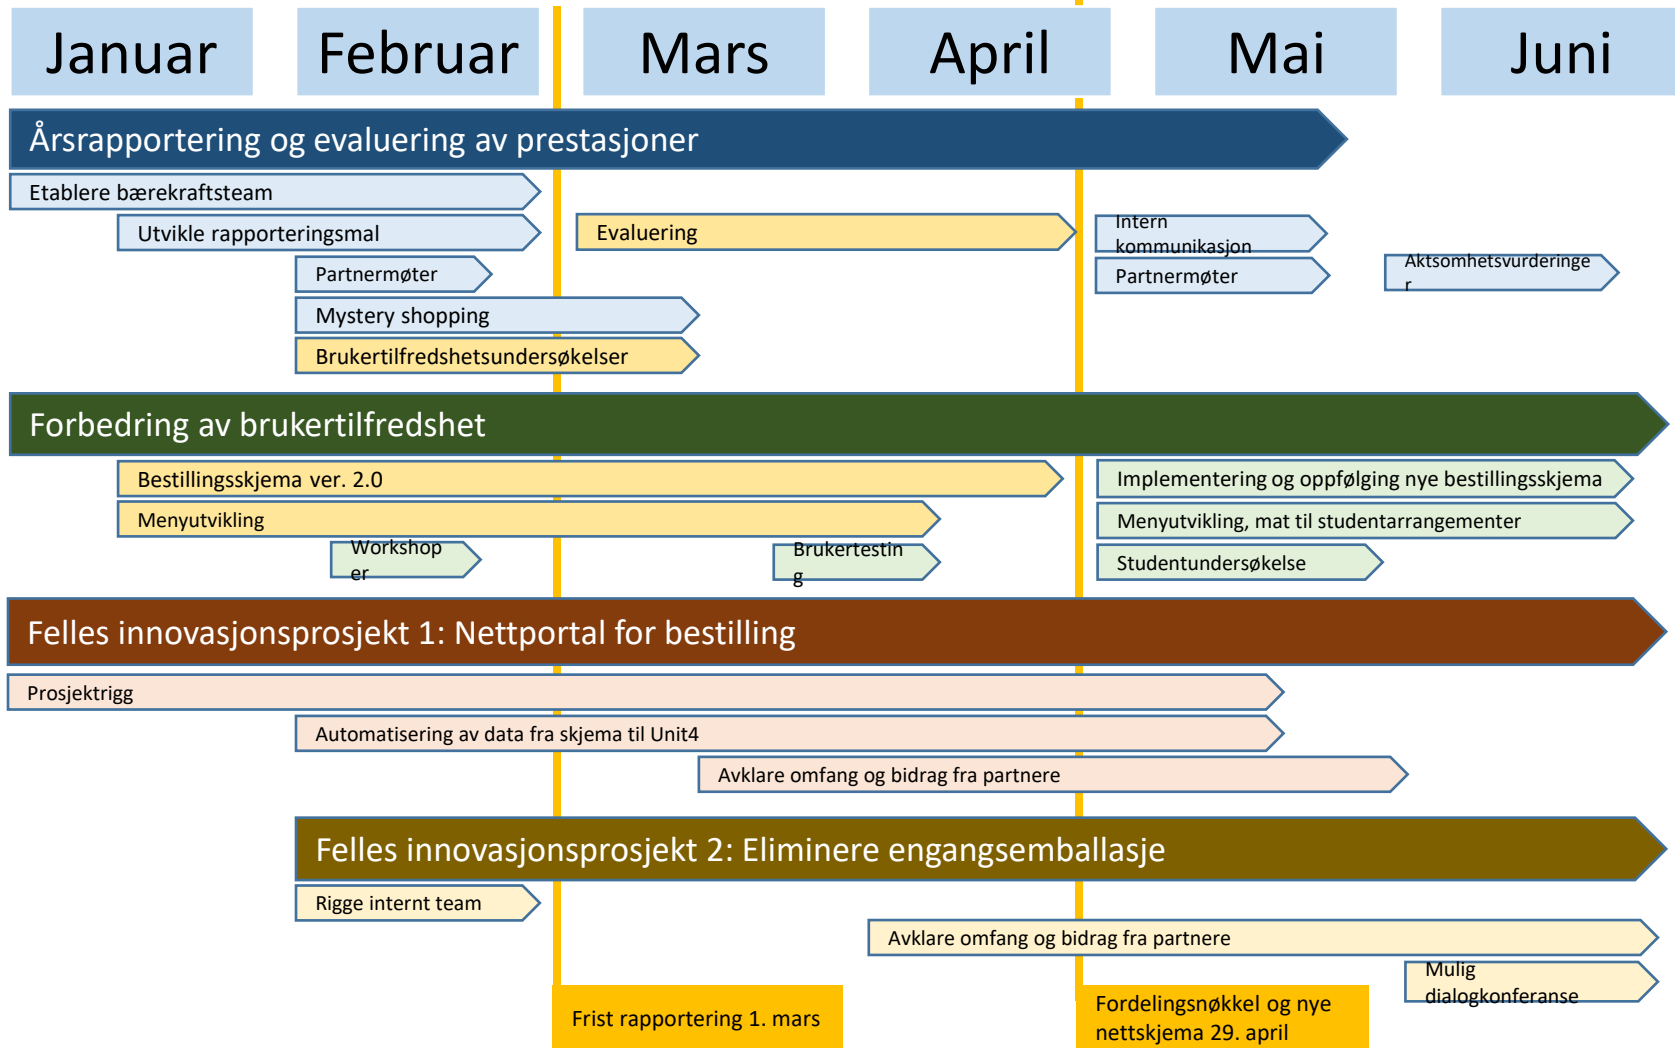 Januar
Februar
Mars
April
Mai
Juni
Årsrapportering og evaluering av prestasjoner
Etablere bærekraftsteam
Utvikle rapporteringsmal
Evaluering
Intern
kommunikasjon
Partnermøter
Partnermøter
Aktsomhetsvurderinge
r
Mystery shopping
Brukertilfredshetsundersøkelser
Forbedring av brukertilfredshet
Bestillingsskjema ver. 2.0
Implementering og oppfølging nye bestillingsskjema
Menyutvikling
Menyutvikling, mat til studentarrangementer
Workshop
er
Brukertestin
g
Studentundersøkelse
Felles innovasjonsprosjekt 1: Nettportal for bestilling
Prosjektrigg
Automatisering av data fra skjema til Unit4
Avklare omfang og bidrag fra partnere
Felles innovasjonsprosjekt 2: Eliminere engangsemballasje
Rigge internt team
Avklare omfang og bidrag fra partnere
Mulig
dialogkonferanse
Frist rapportering 1. mars
Fordelingsnøkkel og nye
nettskjema 29. april